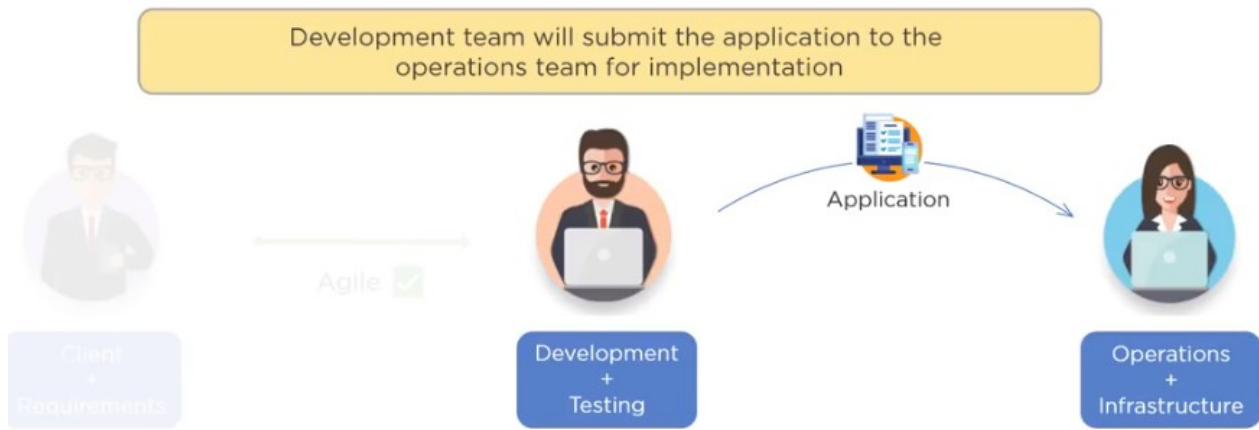 Development team will submit the application to the
operations team for implementation
Application
Agile
Client
+
Requirements
Development
+
Testing
Operations
+
Infrastructure